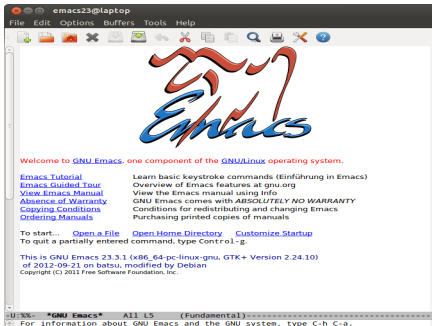 emacs23@laptop
File Edit Options Buffers Tools Help
Emacs
Welcome to GNU Emacs, one component of the GNU/Linux operating system.
Emacs Tutorial Learn basic keystroke commands (Einführung in Emacs)
Emacs Guided Tour Overview of Emacs features at gnu.org
View Emacs Manual View the Emacs manual using Info
Absence of Warranty GNU Emacs comes with ABSOLUTELY NO WARRANTY
Copying Conditions Conditions for redistributing and changing Emacs
Ordering Manuals Purchasing printed copies of manuals
To start... Open a File Open Home Directory Customize Startup
To quit a partially entered command, type Control-g.
This is GNU Emacs 23.3.1 (x86_64-pc-linux-gnu, GTK+ Version 2.24.10)
of 2012-09-21 on batsu, modified by Debian
Copyright (C) 2011 Free Software Foundation, Inc.
-U:%%- *GNU Emacs* All L5 (Fundamental)----------------------------------
For information about GNU Emacs and the GNU system, type C-h C-a.